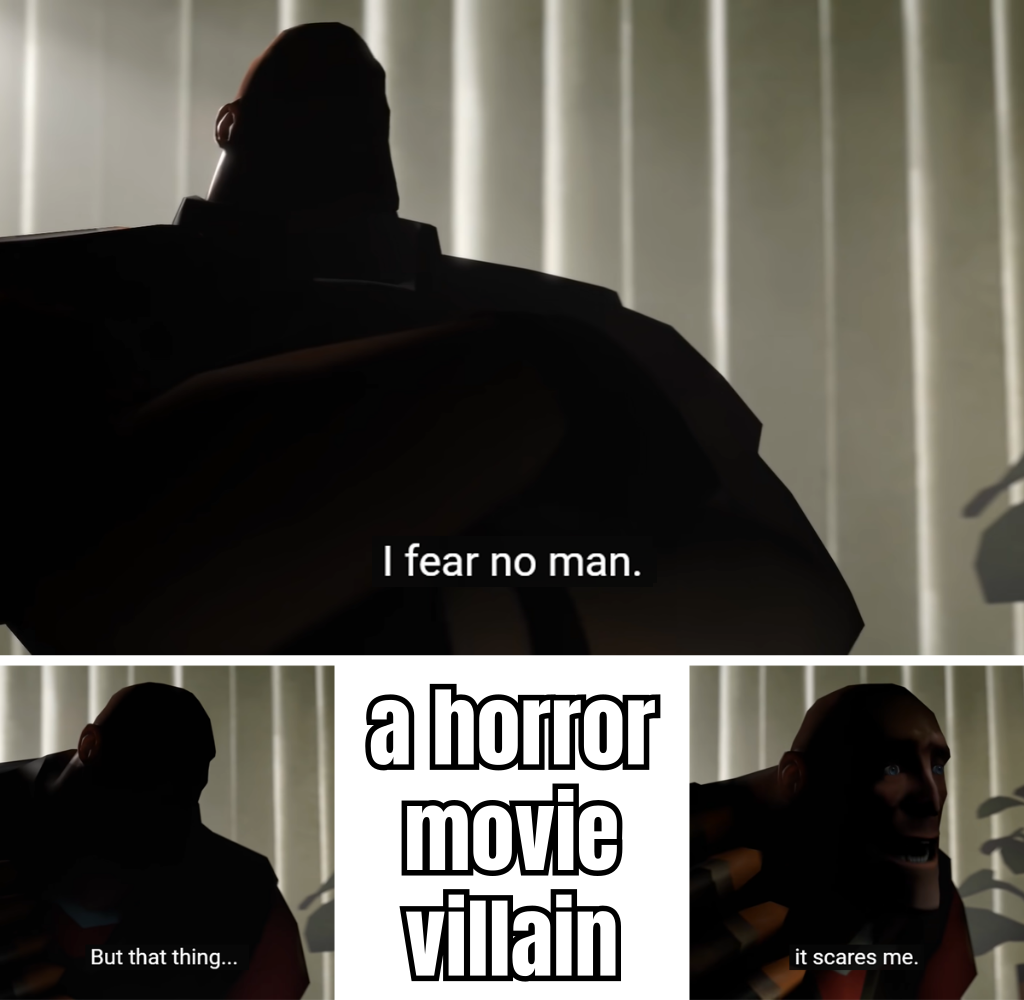 I fear no man.
But that thing...
a horror
movie
villain
it scares me.